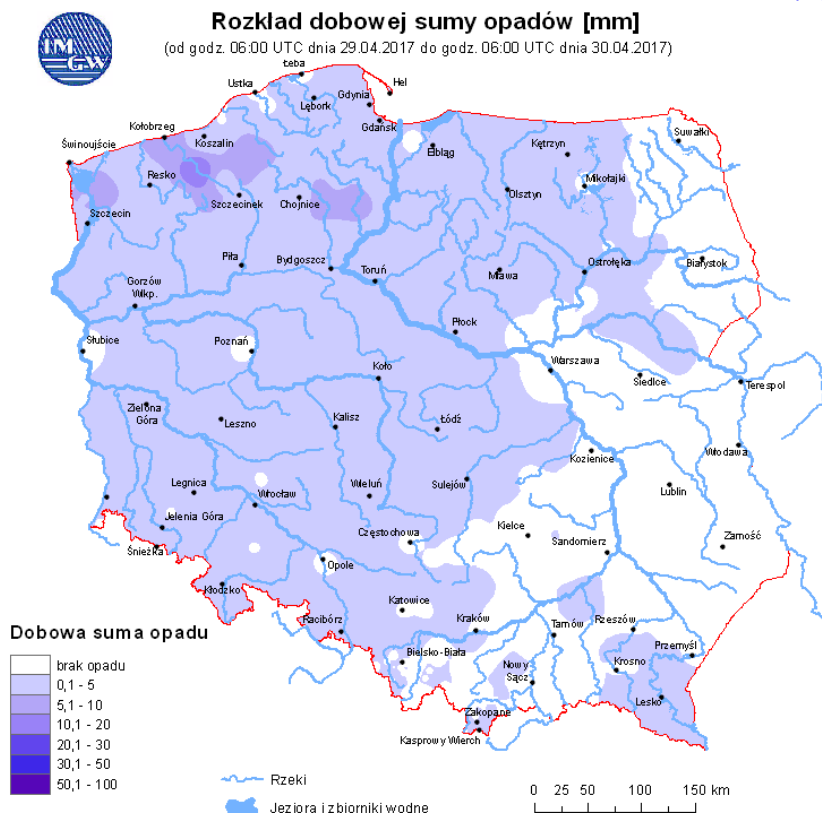 IM
GW
Rozkład dobowej sumy opadów [mm]
(od godz. 06:00 UTC dnia 29.04.2017 do godz. 06:00 UTC dnia 30.04.2017)
Łeba
Hel
Ustka
Gdynia
Lębork
Gdańsk
Kołobrzeg
Koszalin
Suwałki
Świnoujście
Elbląg
Kętrzyn
Resko
Mikołajki
Szczecinek
Chojnice
Olsztyn
Szczecin
Piła
Bydgoszcz
Toruń
Mława
Ostrołęka
Białystok
Gorzów
Wlkp.
Płock
Słubice
Poznań
Koło
Warszawa
Siedlce
Terespol
Zielona
Góra
Leszno
Kalisz
Łódź
Kozienice
Włodawa
Legnica
Wrocław
Wieluń
Sulejów
Lublin
Jelenia Góra
Częstochowa
Kielce
Sandomierz
Zamość
Śnieżka
Opole
Kłodzko
Katowice
Racibórz
Kraków
Tarnów
Rzeszów
Bielsko-Biała
Nowy
Sącz
Krosno
Przemyśl
Lesko
Zakopane
Kasprowy Wierch
Dobowa suma opadu
brak opadu
0,1 - 5
5,1 - 10
10,1 - 20
20,1 - 30
30,1 - 50
50,1 - 100
Rzeki
Jeziora i zbiorniki wodne
0 25 50 100 150 km